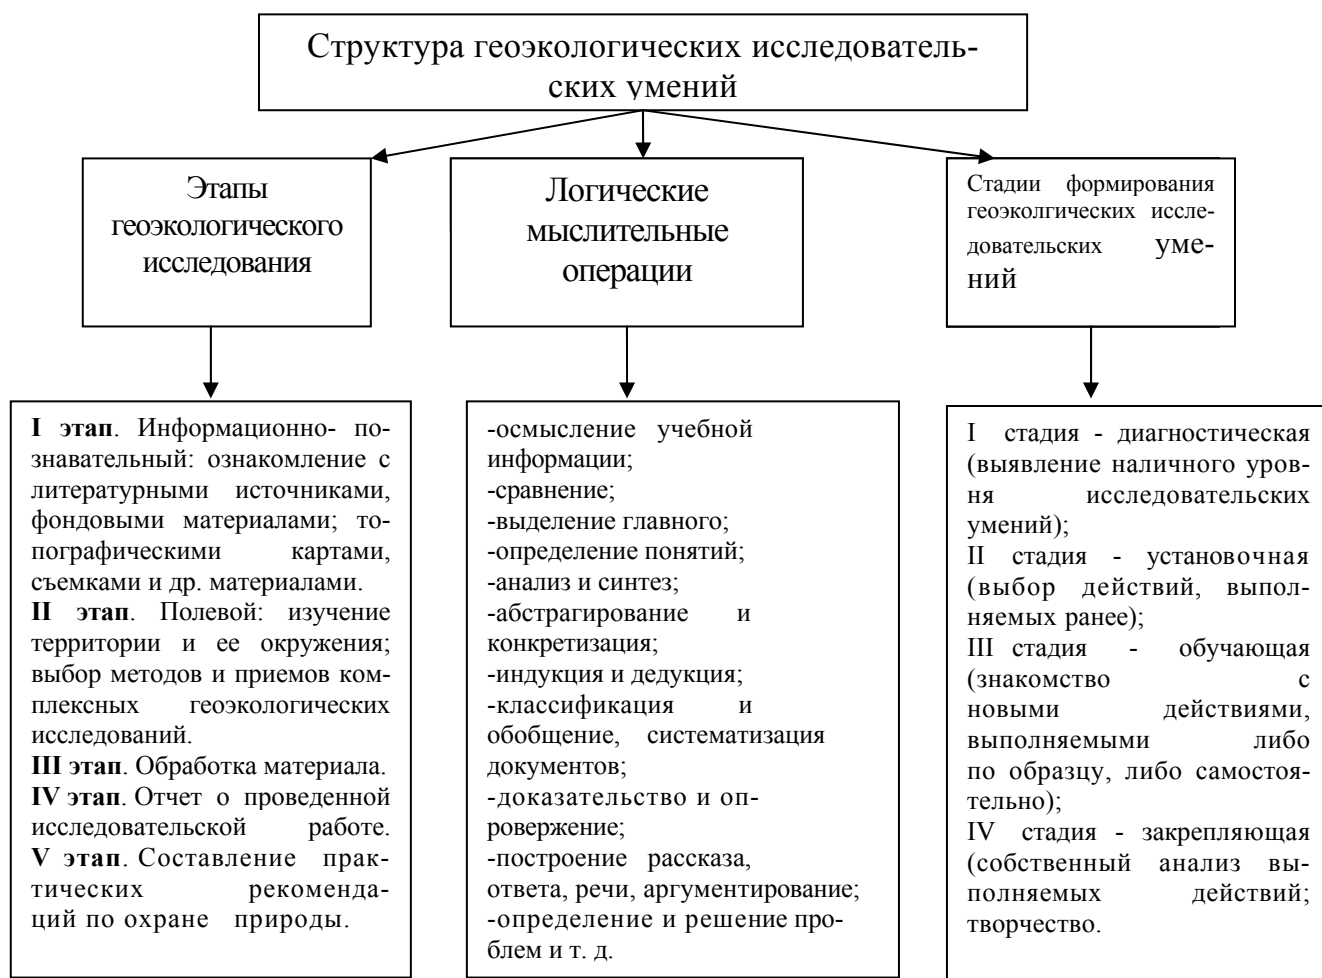 Структура геоэкологических исследователь-
ских умений
Этапы
геоэкологического
исследования
Логические
мыслительные
операции
Стадии формирования
геоэколгических иссле-
довательских уме-
ний
I этап. Информационно- по-
знавательный: ознакомление с
литературными источниками,
фондовыми материалами; то-
пографическими картами,
съемками и др. материалами.
II этап. Полевой: изучение
территории и ее окружения;
выбор методов и приемов ком-
плексных геоэкологических
исследований.
III этап. Обработка материала.
IV этап. Отчет о проведенной
исследовательской работе.
V этап. Составление прак-
тических рекоменда-
ций по охране природы.
-осмысление учебной
информации;
-сравнение;
-выделение главного;
-определение понятий;
-анализ и синтез;
-абстрагирование и
конкретизация;
-индукция и дедукция;
-классификация и
обобщение, систематизация
документов;
-доказательство и оп-
ровержение;
-построение рассказа,
ответа, речи, аргументирование;
-определение и решение про-
блем и т. д.
I стадия - диагностическая
(выявление наличного уров-
ня исследовательских
умений);
II стадия - установочная
(выбор действий, выпол-
няемых ранее);
III стадия - обучающая
(знакомство с
новыми действиями,
выполняемыми либо
по образцу, либо самостоя-
тельно);
IV стадия - закрепляющая
(собственный анализ вы-
полняемых действий;
творчество.